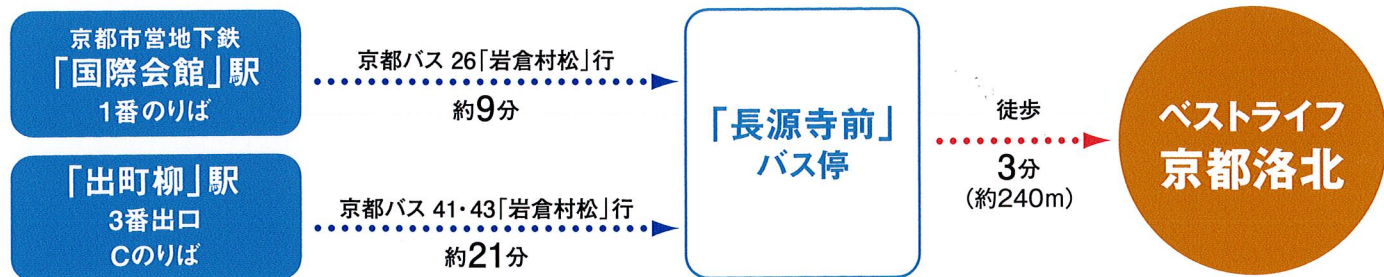 京都市営地下鉄
「国際会館」駅
1番のりば
京都バス 26「岩倉村松」行
約9分
「出町柳」駅
3番出口
Cのりば
京都バス 41・43「岩倉村松」行
約21分
「長源寺前」
バス停
徒歩
3分
(約240m)
ベストライフ
京都洛北